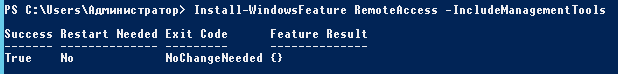 PS C:\Users\Администратор> Install-WindowsFeature RemoteAccess -IncludeManagementTools
Success Restart Needed Exit Code      Feature Result
------- -------------- ---------      --------------
True    No             NoChangeNeeded {}